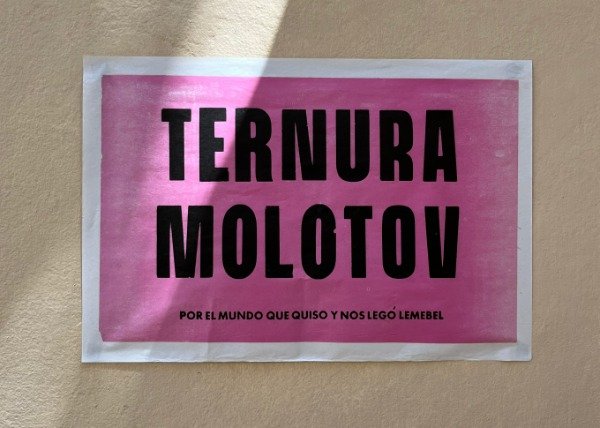 TERNURA
MOLOTOV
POR EL MUNDO QUE QUISO Y NOS LEGÓ LEMEBEL